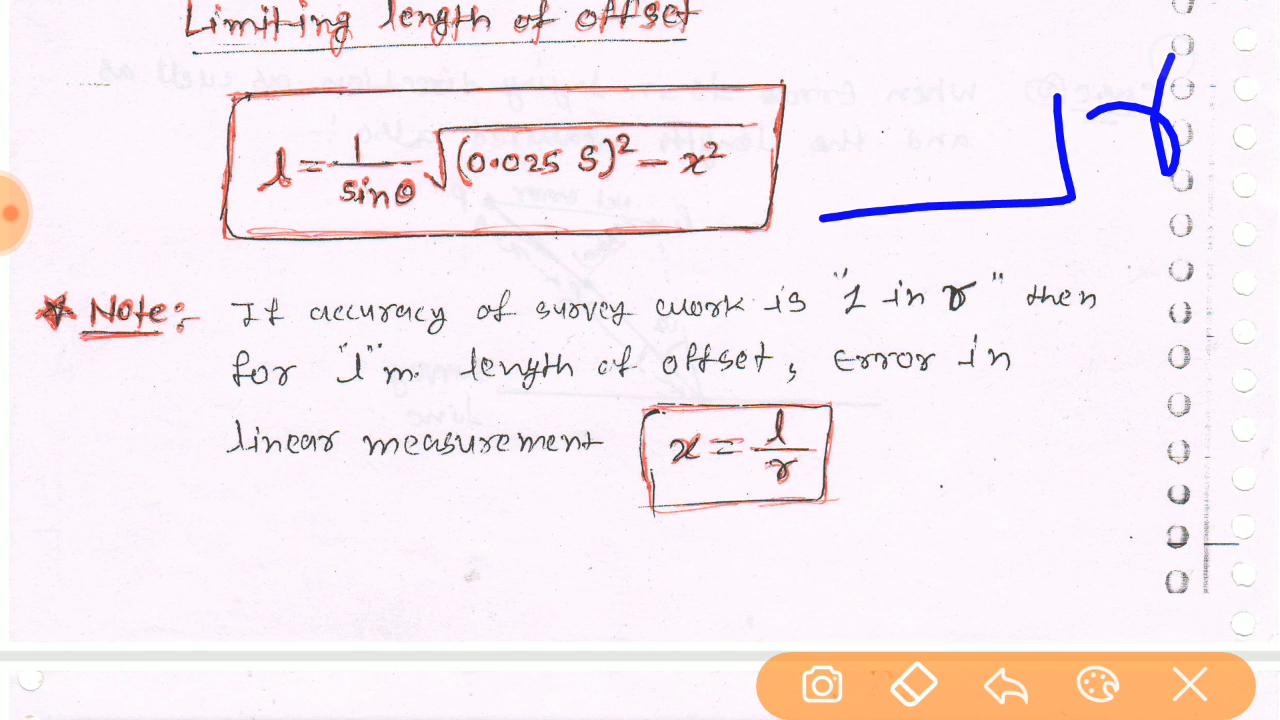 Limiting length of offset
l = 1/sinθ √(0.025 S)² - x²
* Note:- If accuracy of survey work is "1 in r" then
for "l" m. length of offset, Error in
linear measurement x = l/r